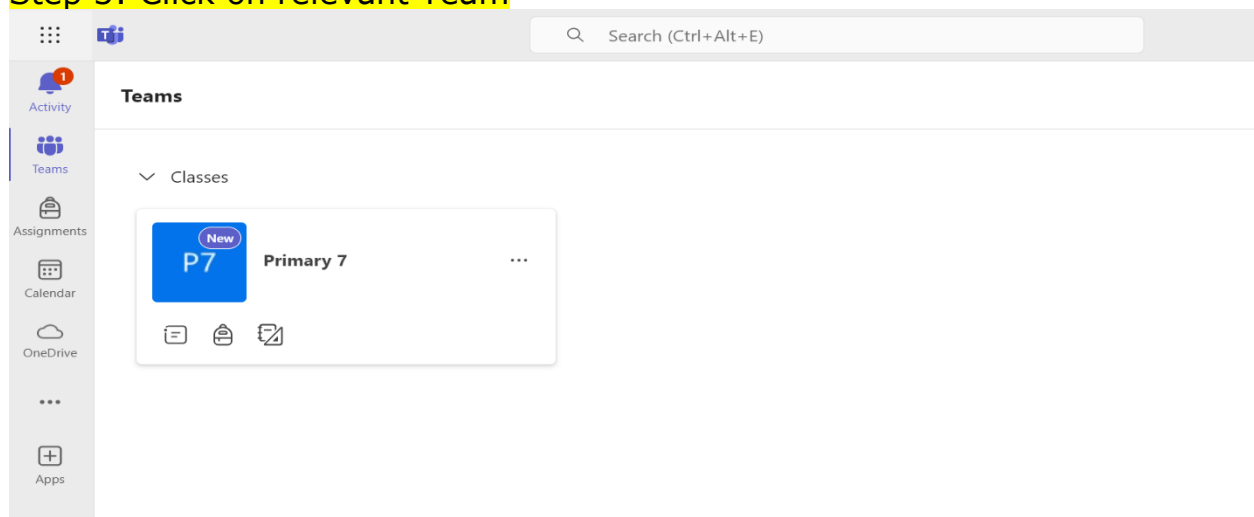 Step 5: Click on relevant Team
Search (Ctrl+Alt+E)
1
Activity
Teams
Teams
Classes
Assignments
New
P7
Primary 7
Calendar
OneDrive
Apps